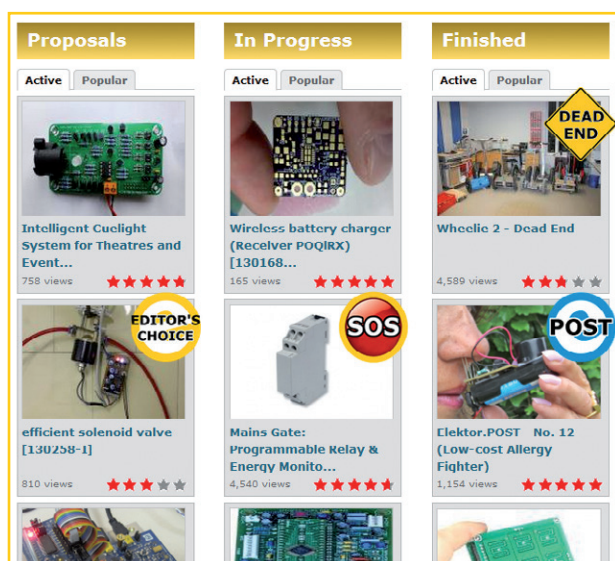 Proposals
Active Popular
Intelligent Cuelight
System for Theatres and
Event...
758 views
EDITOR'S
CHOICE
efficient solenoid valve
[130258-I]
810 views
In Progress
Active Popular
Wireless battery charger
(Receiver POQIRX)
[130168...
165 views
SOS
Mains Gate:
Programmable Relay &
Energy Monito...
4,540 views
Finished
Active Popular
DEAD
END
Wheelie 2 - Dead End
4,589 views
POST
Elektor.POST No. 12
(Low-cost Allergy
Fighter)
1,154 views